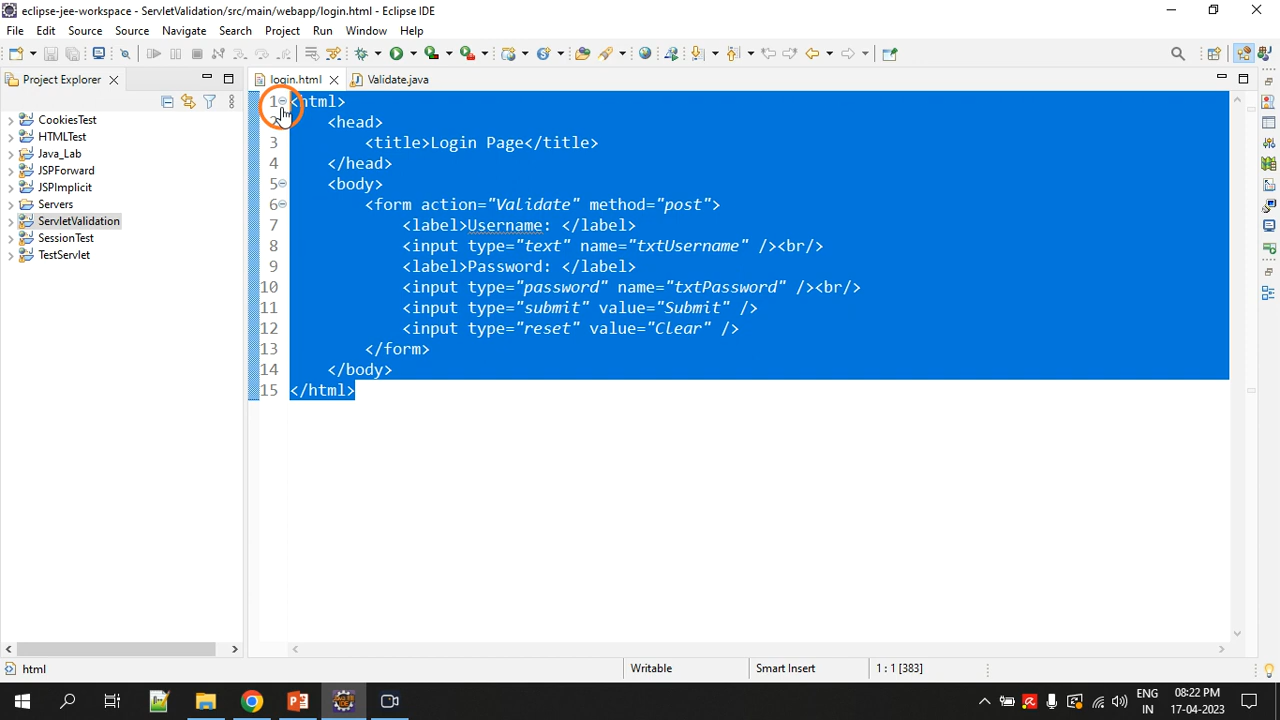 eclipse-jee-workspace - ServletValidation/src/main/webapp/login.html - Eclipse IDE
File Edit Source Source Navigate Search Project Run Window Help
Project Explorer
login.html
Validate.java
CookiesTest
HTMLTest
Java_Lab
JSPForward
JSPImplicit
Servers
ServletValidation
SessionTest
TestServlet
1 <html>
2 <head>
3 <title>Login Page</title>
4 </head>
5 <body>
6 <form action="Validate" method="post">
7 <label>Username: </label>
8 <input type="text" name="txtUsername" /><br/>
9 <label>Password: </label>
10 <input type="password" name="txtPassword" /><br/>
11 <input type="submit" value="Submit" />
12 <input type="reset" value="Clear" />
13 </form>
14 </body>
15 </html>
html
Writable
Smart Insert
1 : 1 [383]
ENG
IN
08:22 PM
17-04-2023